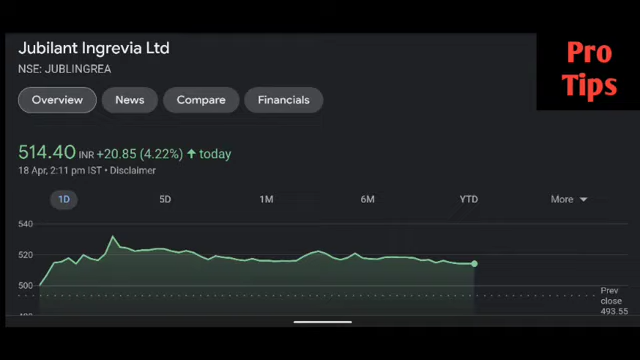 Jubilant Ingrevia Ltd
NSE: JUBLINGREA
Pro
Tips
Overview News Compare Financials
514.40 INR +20.85 (4.22%) ↑ today
18 Apr, 2:11 pm IST • Disclaimer
1D 5D 1M 6M YTD More
540
520
500
Prev
close
493.55
480